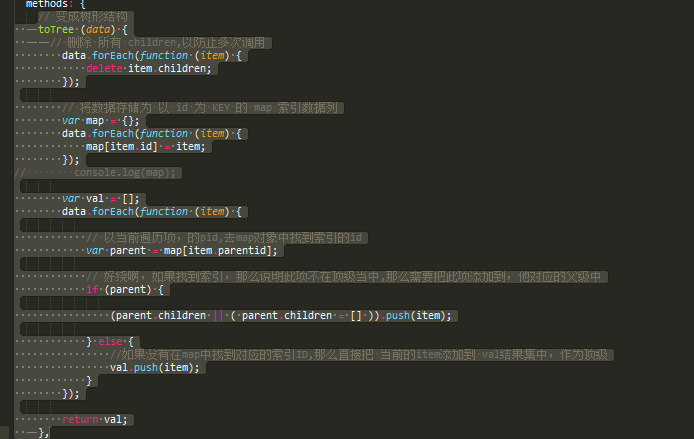 methods: {
// 变成树形结构
toTree (data) {
// 删除 所有 children,以防止多次调用
data.forEach(function (item) {
delete item.children;
});
// 将数据存储为 以 id 为 KEY 的 map 索引数据列
var map = {};
data.forEach(function (item) {
map[item.id] = item;
});
// console.log(map);
var val = [];
data.forEach(function (item) {
// 以当前遍历项，的pid,去map对象中找到索引的id
var parent = map[item.parentid];
// 好绕啊，如果找到索引，那么说明此项不在顶级当中,那么需要把此项添加到，他对应的父级中
if (parent) {
(parent.children || ( parent.children = [] )).push(item);
} else {
//如果没有在map中找到对应的索引ID,那么直接把 当前的item添加到 val结果集中，作为顶级
val.push(item);
}
});
return val;
},